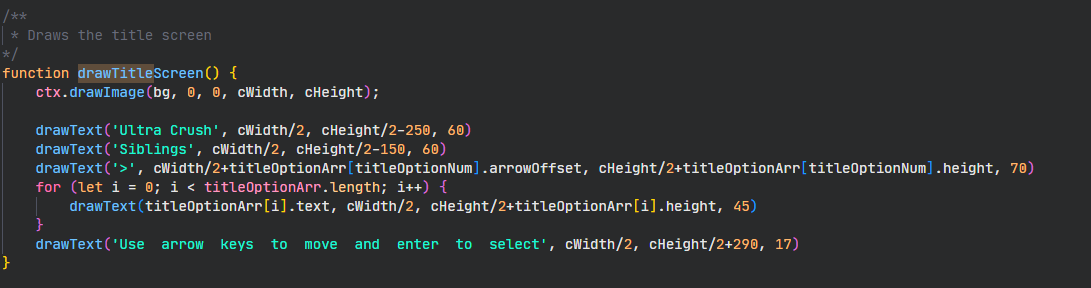 /**
 * Draws the title screen
*/
function drawTitleScreen() {
    ctx.drawImage(bg, 0, 0, cWidth, cHeight);

    drawText('Ultra Crush', cWidth/2, cHeight/2-250, 60)
    drawText('Siblings', cWidth/2, cHeight/2-150, 60)
    drawText('>', cWidth/2+titleOptionArr[titleOptionNum].arrowOffset, cHeight/2+titleOptionArr[titleOptionNum].height, 70)
    for (let i = 0; i < titleOptionArr.length; i++) {
        drawText(titleOptionArr[i].text, cWidth/2, cHeight/2+titleOptionArr[i].height, 45)
    }
    drawText('Use  arrow  keys  to  move  and  enter  to  select', cWidth/2, cHeight/2+290, 17)
}